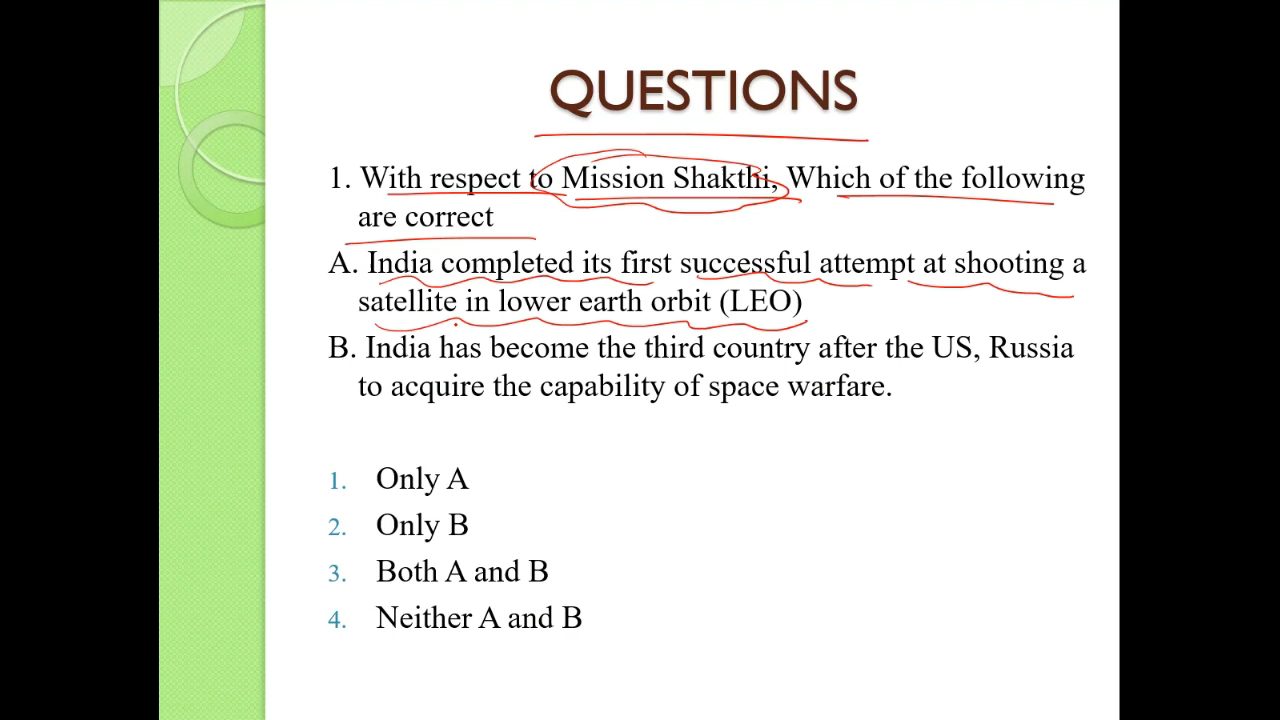 QUESTIONS
1. With respect to Mission Shakthi, Which of the following
are correct
A. India completed its first successful attempt at shooting a
satellite in lower earth orbit (LEO)
B. India has become the third country after the US, Russia
to acquire the capability of space warfare.
1. Only A
2. Only B
3. Both A and B
4. Neither A and B